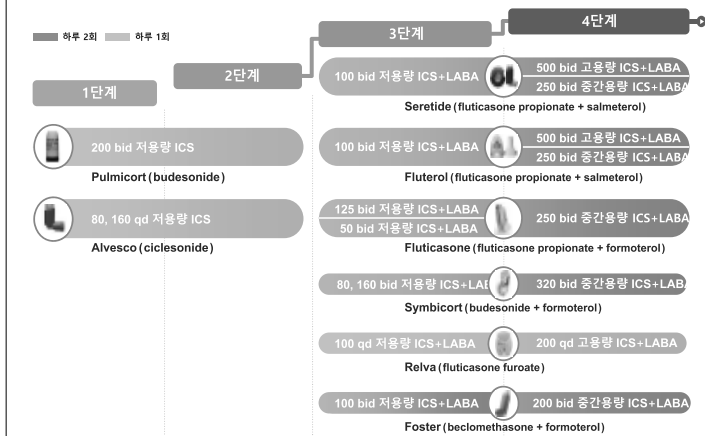 하루 2회
하루 1회
1단계
2단계
3단계
4단계
200 bid 저용량 ICS
Pulmicort (budesonide)
80, 160 qd 저용량 ICS
Alvesco (ciclesonide)
100 bid 저용량 ICS+LABA
500 bid 고용량 ICS+LABA
250 bid 중간용량 ICS+LABA
Seretide (fluticasone propionate + salmeterol)
100 bid 저용량 ICS+LABA
500 bid 고용량 ICS+LABA
250 bid 중간용량 ICS+LABA
Fluterol (fluticasone propionate + salmeterol)
125 bid 저용량 ICS+LABA
50 bid 저용량 ICS+LABA
250 bid 중간용량 ICS+LABA
Fluticasone (fluticasone propionate + formoterol)
80, 160 bid 저용량 ICS+LAB
320 bid 중간용량 ICS+LABA
Symbicort (budesonide + formoterol)
100 qd 저용량 ICS+LABA
200 qd 고용량 ICS+LABA
Relva (fluticasone furoate)
100 bid 저용량 ICS+LABA
200 bid 중간용량 ICS+LABA
Foster (beclomethasone + formoterol)